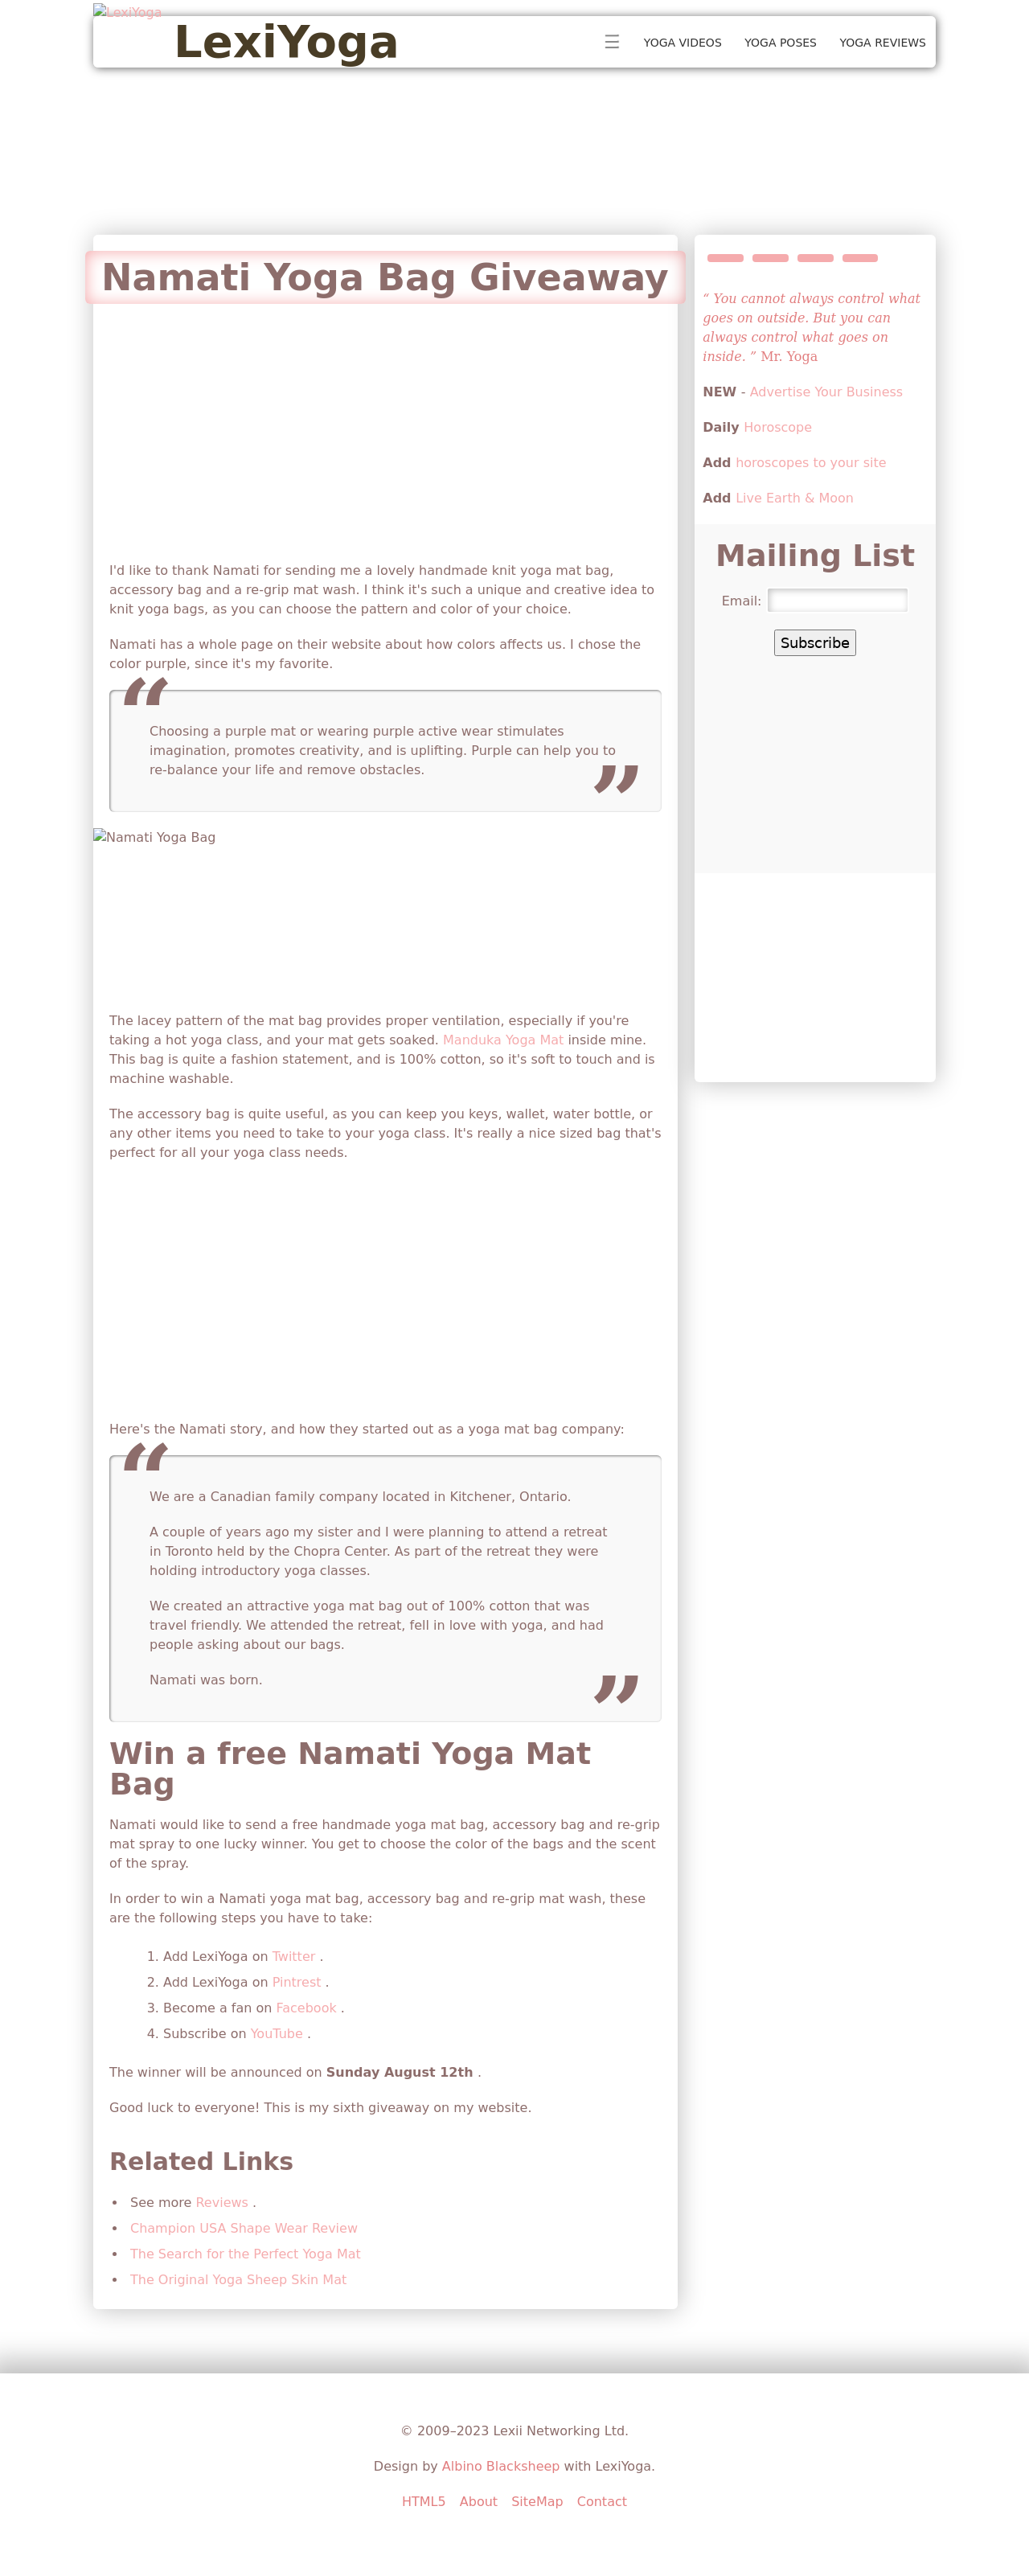 LexiYoga
LexiYoga
☰ YOGA VIDEOS YOGA POSES YOGA REVIEWS
Namati Yoga Bag Giveaway
I'd like to thank Namati for sending me a lovely handmade knit yoga mat bag,
accessory bag and a re-grip mat wash. I think it's such a unique and creative idea to
knit yoga bags, as you can choose the pattern and color of your choice.
Namati has a whole page on their website about how colors affects us. I chose the
color purple, since it's my favorite.
“
Choosing a purple mat or wearing purple active wear stimulates
imagination, promotes creativity, and is uplifting. Purple can help you to
re-balance your life and remove obstacles.
”
Namati Yoga Bag
The lacey pattern of the mat bag provides proper ventilation, especially if you're
taking a hot yoga class, and your mat gets soaked. Manduka Yoga Mat inside mine.
This bag is quite a fashion statement, and is 100% cotton, so it's soft to touch and is
machine washable.
The accessory bag is quite useful, as you can keep you keys, wallet, water bottle, or
any other items you need to take to your yoga class. It's really a nice sized bag that's
perfect for all your yoga class needs.
Here's the Namati story, and how they started out as a yoga mat bag company:
“
We are a Canadian family company located in Kitchener, Ontario.
A couple of years ago my sister and I were planning to attend a retreat
in Toronto held by the Chopra Center. As part of the retreat they were
holding introductory yoga classes.
We created an attractive yoga mat bag out of 100% cotton that was
travel friendly. We attended the retreat, fell in love with yoga, and had
people asking about our bags.
Namati was born.
”
Win a free Namati Yoga Mat
Bag
Namati would like to send a free handmade yoga mat bag, accessory bag and re-grip
mat spray to one lucky winner. You get to choose the color of the bags and the scent
of the spray.
In order to win a Namati yoga mat bag, accessory bag and re-grip mat wash, these
are the following steps you have to take:
1. Add LexiYoga on Twitter .
2. Add LexiYoga on Pintrest .
3. Become a fan on Facebook .
4. Subscribe on YouTube .
The winner will be announced on Sunday August 12th .
Good luck to everyone! This is my sixth giveaway on my website.
Related Links
• See more Reviews .
• Champion USA Shape Wear Review
• The Search for the Perfect Yoga Mat
• The Original Yoga Sheep Skin Mat
“ You cannot always control what
goes on outside. But you can
always control what goes on
inside. ” Mr. Yoga
NEW - Advertise Your Business
Daily Horoscope
Add horoscopes to your site
Add Live Earth & Moon
Mailing List
Email:
Subscribe
© 2009–2023 Lexii Networking Ltd.
Design by Albino Blacksheep with LexiYoga.
HTML5 About SiteMap Contact